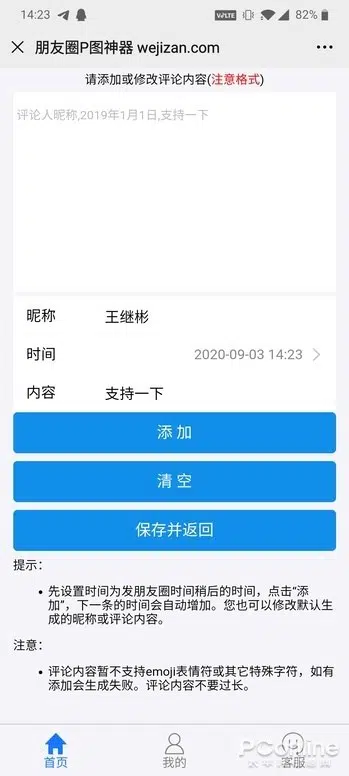 14:23
VoLTE
82%
朋友圈P图神器 wejizan.com
请添加或修改评论内容(注意格式)
评论人昵称,2019年1月1日,支持一下
昵称 王继彬
时间 2020-09-03 14:23
内容 支持一下
添 加
清 空
保存并返回
提示:
先设置时间为发朋友圈时间稍后的时间，点击“添
加”，下一条的时间会自动增加。您也可以修改默认生
成的昵称或评论内容。
注意:
评论内容暂不支持emoji表情符或其它特殊字符，如有
添加会生成失败。评论内容不要过长。
PConline
首页 我的 客服